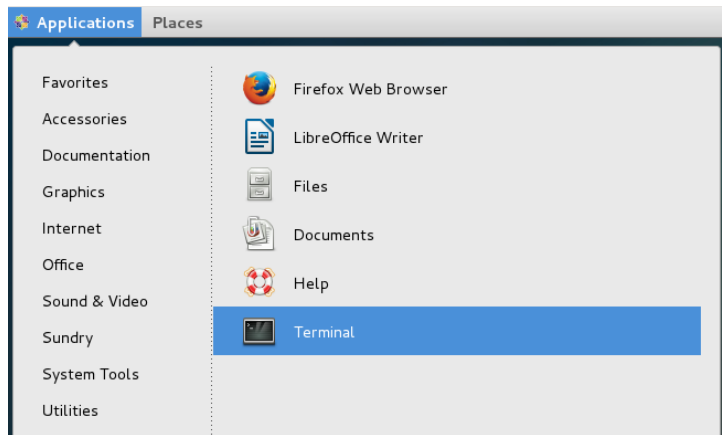 Applications Places
Favorites
Accessories
Documentation
Graphics
Internet
Office
Sound & Video
Sundry
System Tools
Utilities
Firefox Web Browser
LibreOffice Writer
Files
Documents
Help
Terminal